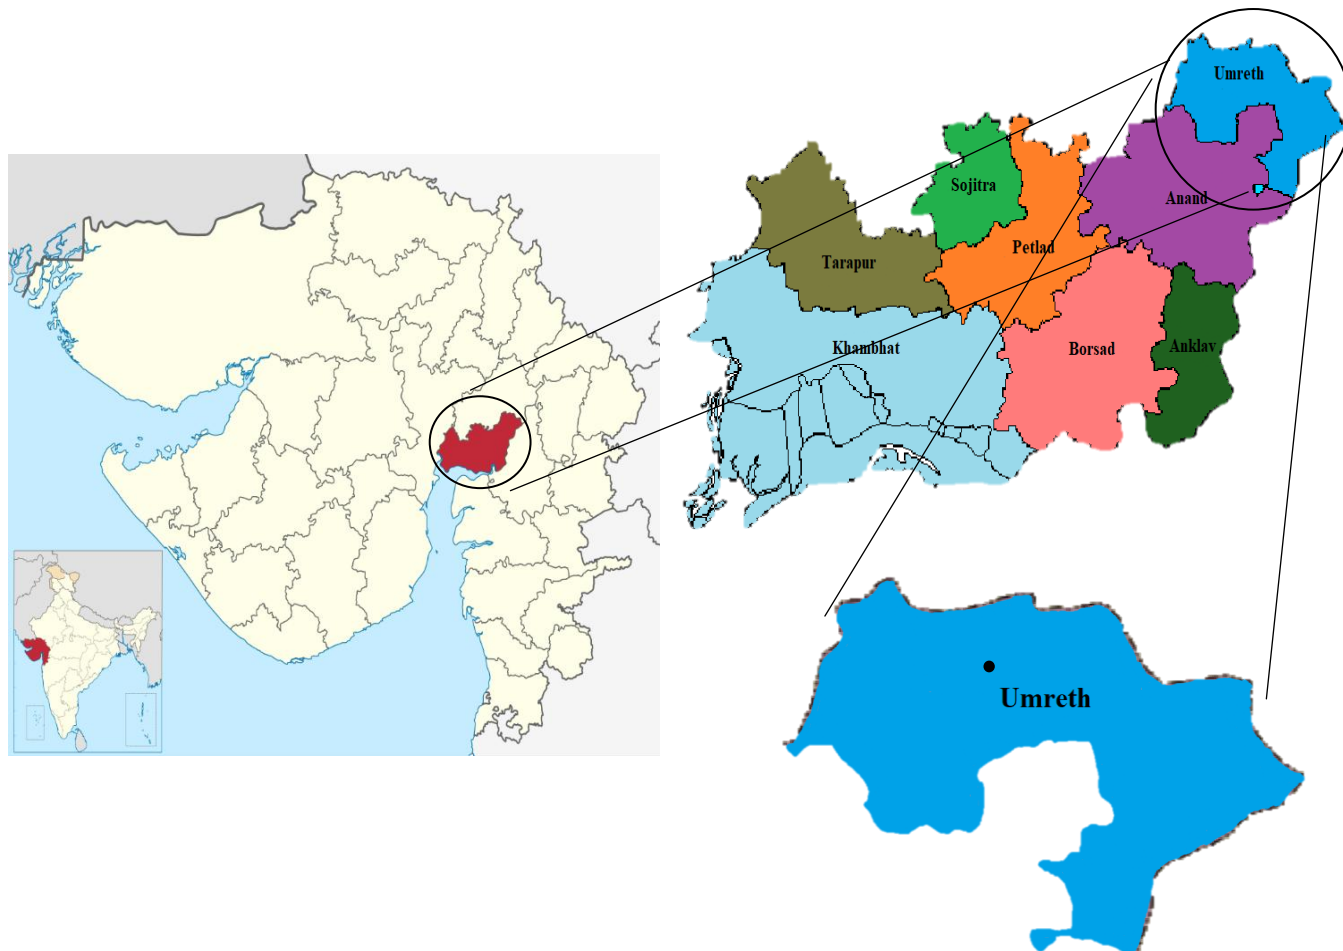 Umreth
Sojitra
Anand
Petlad
Tarapur
Khambhat
Borsad
Anklav
Umreth